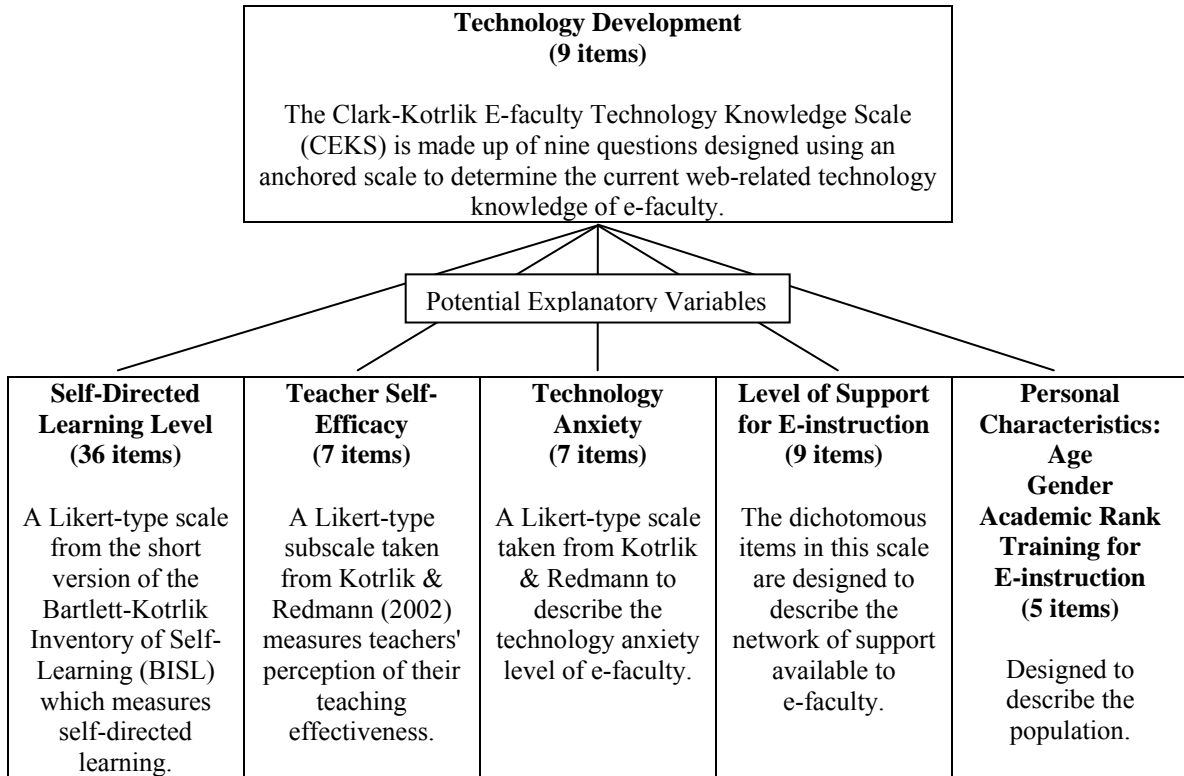 Technology Development
(9 items)
The Clark-Kotrlik E-faculty Technology Knowledge Scale
(CEKS) is made up of nine questions designed using an
anchored scale to determine the current web-related technology
knowledge of e-faculty.
Potential Explanatory Variables
Self-Directed
Learning Level
(36 items)
A Likert-type scale
from the short
version of the
Bartlett-Kotrlik
Inventory of Self-
Learning (BISL)
which measures
self-directed
learning.
Teacher Self-
Efficacy
(7 items)
A Likert-type
subscale taken
from Kotrlik &
Redmann (2002)
measures teachers'
perception of their
teaching
effectiveness.
Technology
Anxiety
(7 items)
A Likert-type scale
taken from Kotrlik
& Redmann to
describe the
technology anxiety
level of e-faculty.
Level of Support
for E-instruction
(9 items)
The dichotomous
items in this scale
are designed to
describe the
network of support
available to
e-faculty.
Personal
Characteristics:
Age
Gender
Academic Rank
Training for
E-instruction
(5 items)
Designed to
describe the
population.